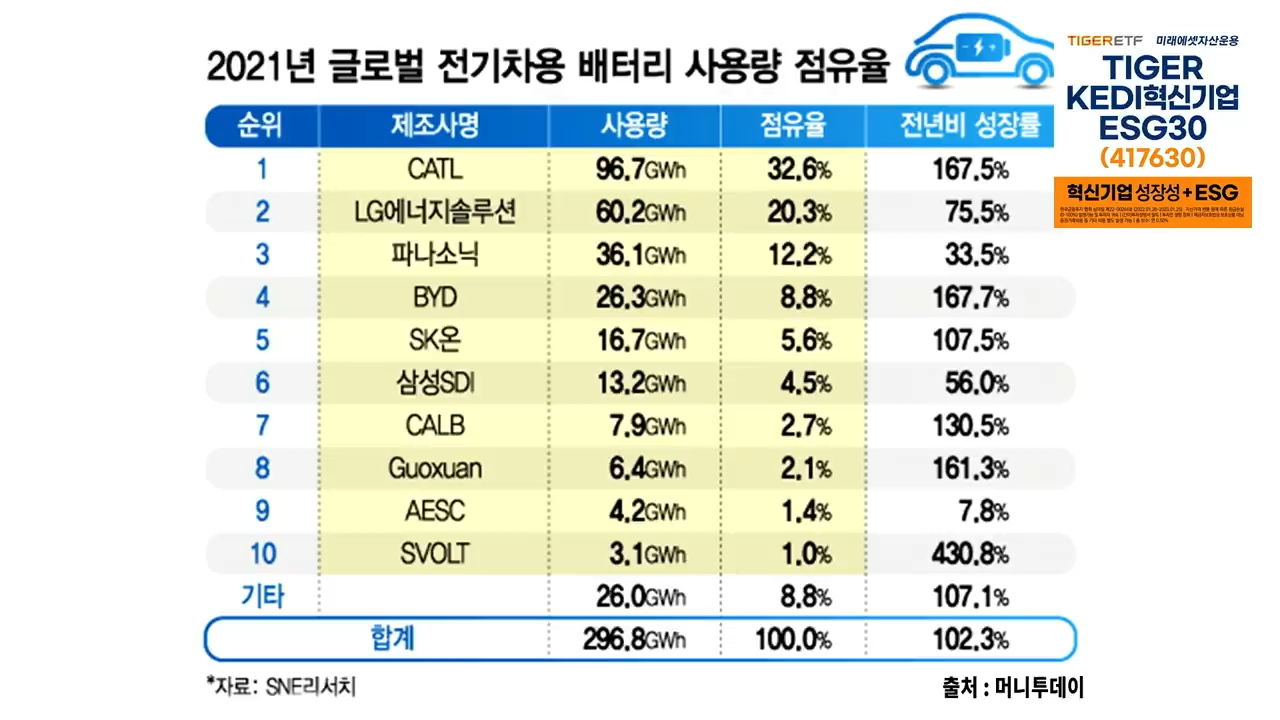 2021년 글로벌 전기차용 배터리 사용량 점유율
TIGERETF 미래에셋자산운용
TIGER
KEDI혁신기업
ESG30
(417630)
혁신기업 성장성 + ESG
순위 제조사명 사용량 점유율 전년비 성장률
1 CATL 96.7GWh 32.6% 167.5%
2 LG에너지솔루션 60.2GWh 20.3% 75.5%
3 파나소닉 36.1GWh 12.2% 33.5%
4 BYD 26.3GWh 8.8% 167.7%
5 SK온 16.7GWh 5.6% 107.5%
6 삼성SDI 13.2GWh 4.5% 56.0%
7 CALB 7.9GWh 2.7% 130.5%
8 Guoxuan 6.4GWh 2.1% 161.3%
9 AESC 4.2GWh 1.4% 7.8%
10 SVOLT 3.1GWh 1.0% 430.8%
기타 26.0GWh 8.8% 107.1%
합계 296.8GWh 100.0% 102.3%
*자료: SNE리서치
출처 : 머니투데이